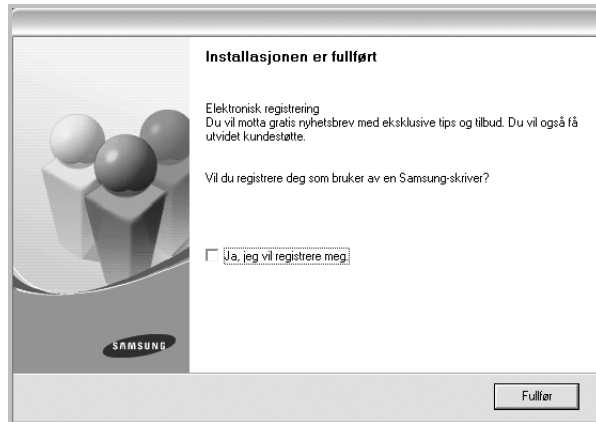 Installasjonen er fullført
Elektronisk registrering
Du vil motta gratis nyhetsbrev med eksklusive tips og tilbud. Du vil også få
utvidet kundestøtte.
Vil du registrere deg som bruker av en Samsung-skriver?
Ja, jeg vil registrere meg.
SAMSUNG
Fullfør